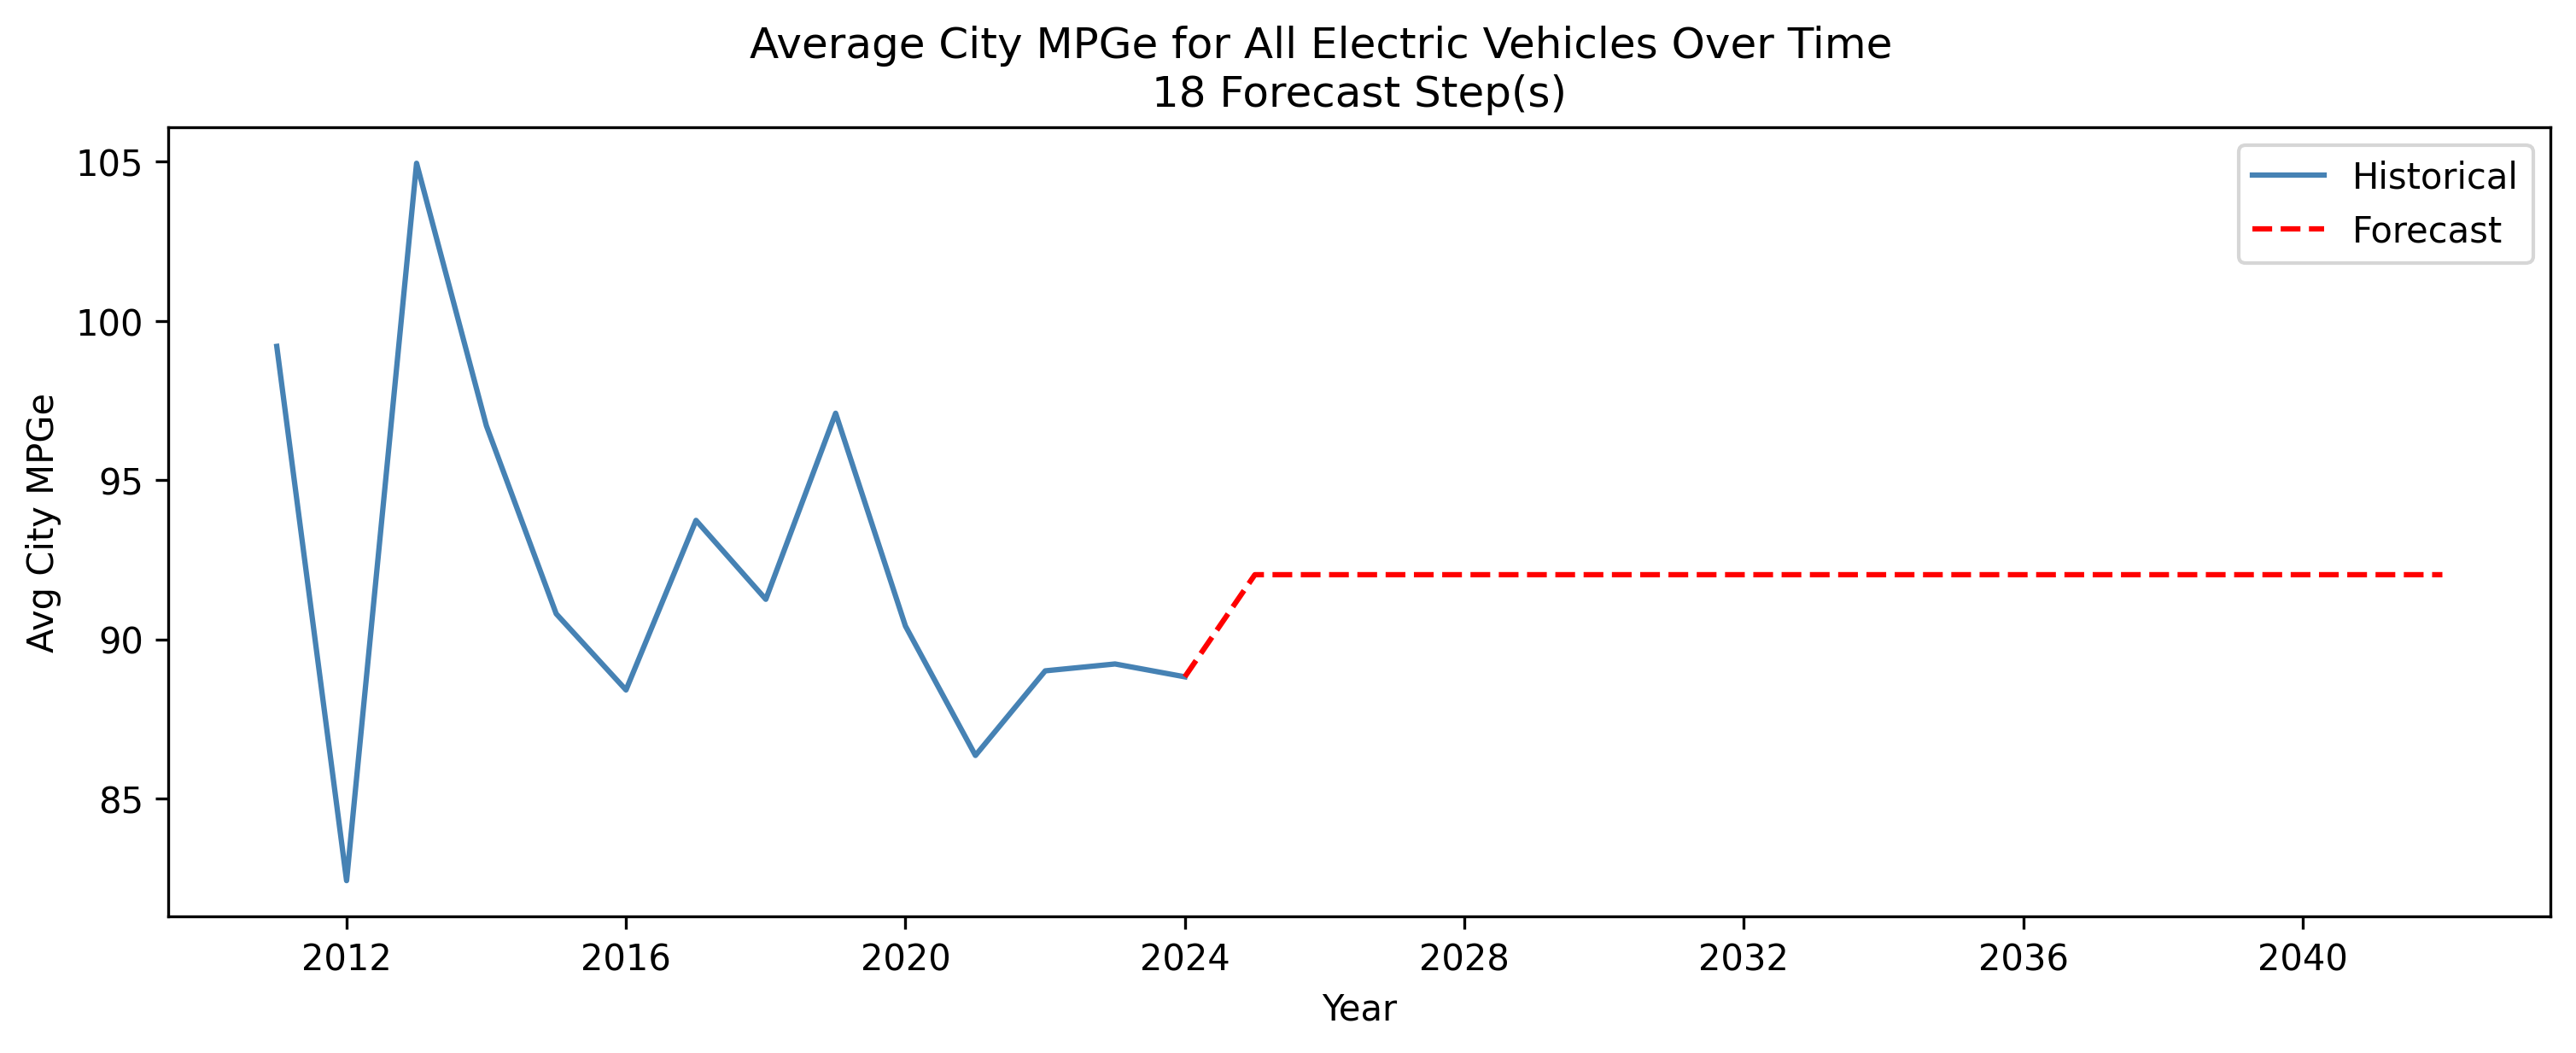 Average City MPGe for All Electric Vehicles Over Time
18 Forecast Step(s)
105
100
95
90
85
Avg City MPGe
Historical
Forecast
2012
2016
2020
2024
2028
2032
2036
2040
Year